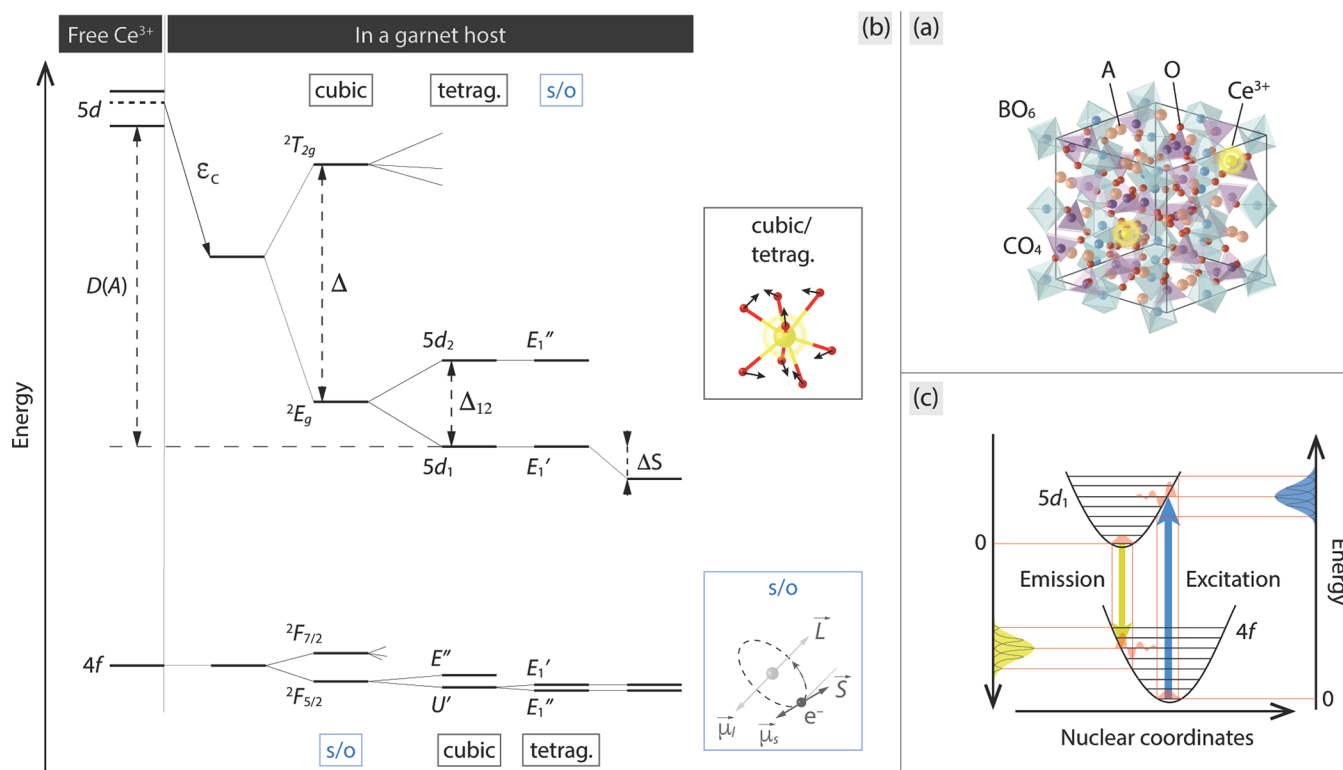 Free Ce³⁺
In a garnet host
(b)
cubic
tetrag.
s/o
5d
²T₂g
εc
D(A)
Δ
5d₂
E₁″
Δ₁₂
²Eg
5d₁
E₁′
ΔS
Energy
4f
²F₇/₂
²F₅/₂
E″
U′
E₁′
E₁″
s/o
cubic
tetrag.
cubic/
tetrag.
s/o
L
S
e⁻
μl
μs
(a)
A
O
Ce³⁺
BO₆
CO₄
(c)
5d₁
0
Emission
Excitation
4f
0
Energy
Nuclear coordinates